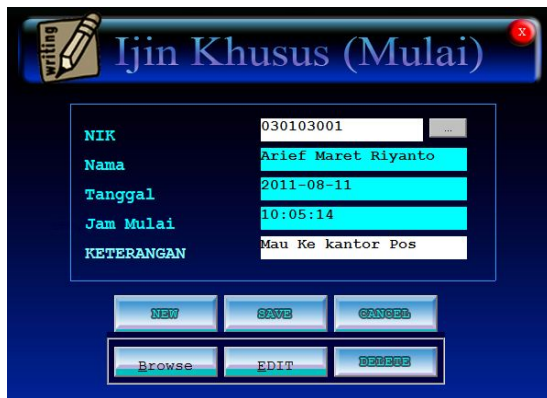 writing
Ijin Khusus (Mulai)
X
NIK 030103001 ...
Nama Arief Maret Riyanto
Tanggal 2011-08-11
Jam Mulai 10:05:14
KETERANGAN Mau Ke kantor Pos
NEW SAVE CANCEL
Browse EDIT DELETE